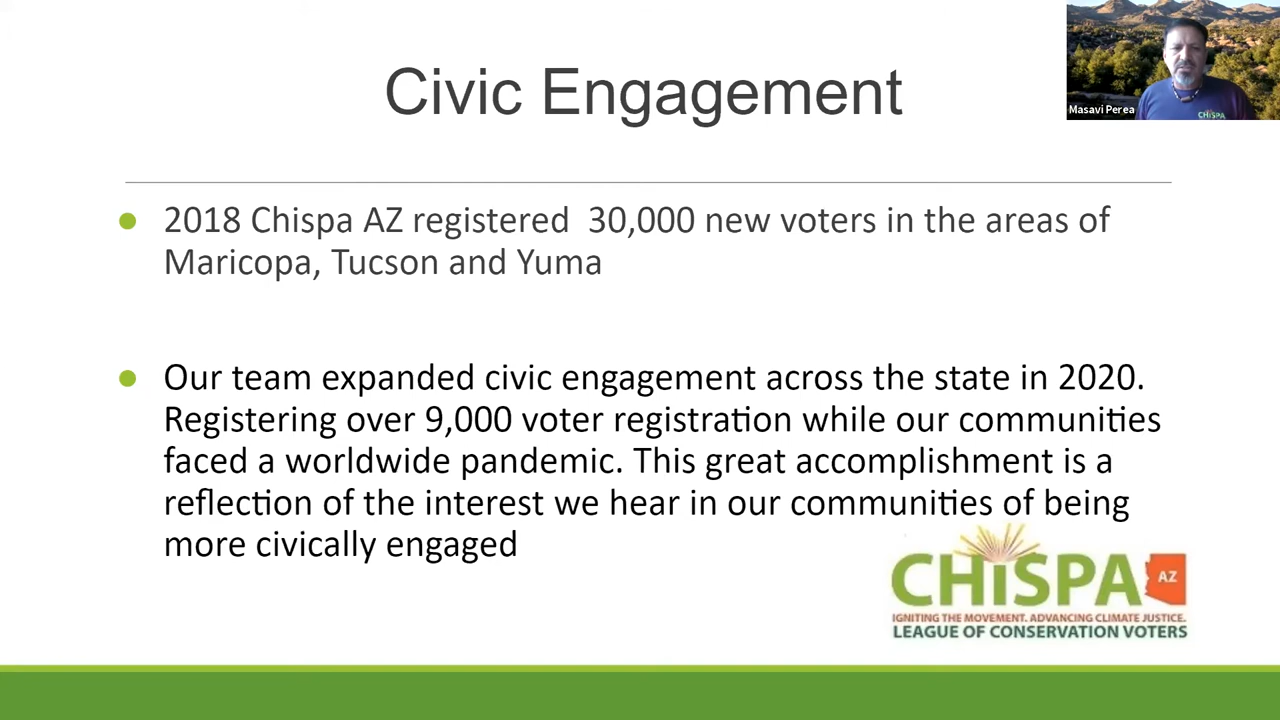 Civic Engagement
Masavi Perea
CHiSPA
2018 Chispa AZ registered  30,000 new voters in the areas of
Maricopa, Tucson and Yuma
Our team expanded civic engagement across the state in 2020.
Registering over 9,000 voter registration while our communities
faced a worldwide pandemic. This great accomplishment is a
reflection of the interest we hear in our communities of being
more civically engaged
CHiSPA AZ
IGNITING THE MOVEMENT. ADVANCING CLIMATE JUSTICE.
LEAGUE OF CONSERVATION VOTERS